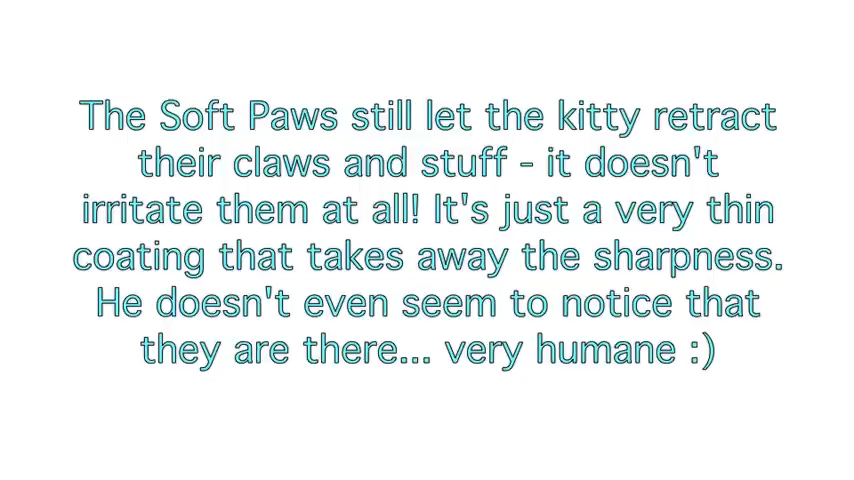 The Soft Paws still let the kitty retract
their claws and stuff - it doesn't
irritate them at all! It's just a very thin
coating that takes away the sharpness.
He doesn't even seem to notice that
they are there... very humane :)